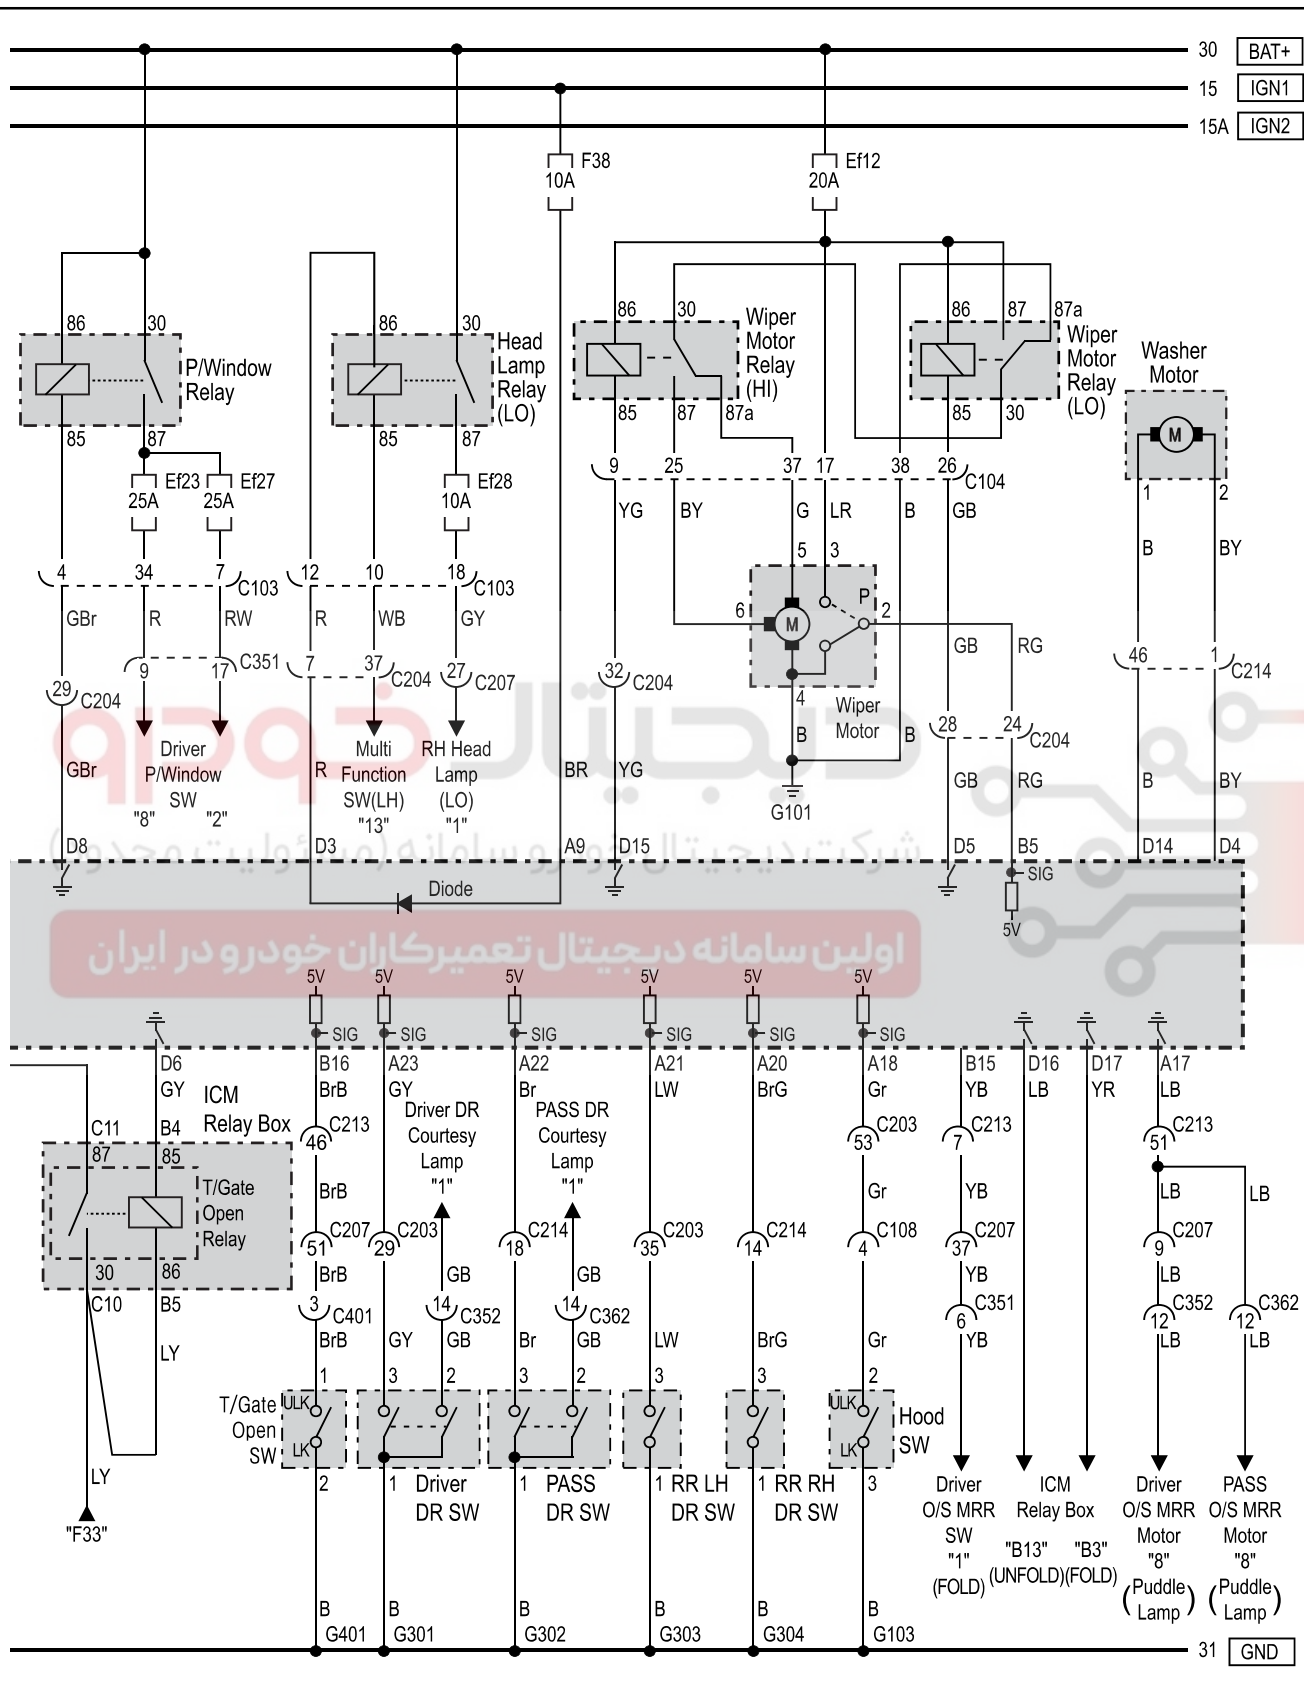 30 BAT+
15 IGN1
15A IGN2
F38
10A
Ef12
20A
86 30
P/Window
Relay
85 87
86 30
Head
Lamp
Relay
(LO)
85 87
86 30
Wiper
Motor
Relay
(HI)
85 87 87a
86 87 87a
Wiper
Motor
Relay
(LO)
85 30
Washer
Motor
M
1 2
Ef23 Ef27
25A 25A
Ef28
10A
9 25 37 17 38 26 C104
YG BY G LR B GB
B BY
5 3
4 34 7 C103
12 10 18 C103
GBr R RW R WB GY
6 M P 2
4
Wiper
Motor
GB RG
9 17 C351
7 37 C204
27 C207
32 C204
46 1 C214
29 C204
28 24 C204
B B
G101
Driver
P/Window
SW
"8" "2"
Multi
Function
SW(LH)
"13"
RH Head
Lamp
(LO)
"1"
GBr R BR YG GB RG B BY
دیجیتال خودرو
شرکت دیجیتال خودرو سامانه (مسئولیت محدود)
D8 D3 A9 D15 D5 B5 D14 D4
Diode
SIG
5V
اولین سامانه دیجیتال تعمیرکاران خودرو در ایران
5V 5V 5V 5V 5V 5V
SIG SIG SIG SIG SIG SIG
D6 B16 A23 A22 A21 A20 A18 B15 D16 D17 A17
GY BrB GY Br LW BrG Gr YB LB YR LB
ICM
Relay Box
C11 B4
87 85
T/Gate
Open
Relay
30 86
C10 B5
LY
LY
"F33"
Driver DR
Courtesy
Lamp
"1"
PASS DR
Courtesy
Lamp
"1"
46 C213
53 C203
7 C213
51 C213
BrB Gr YB LB LB
51 C207
29 C203
18 C214
35 C203
14 C214
4 C108
37 C207
9 C207
BrB GB GB YB LB
3 C401
14 C352
14 C362
6 C351
12 C352
12 C362
BrB GY GB Br GB LW BrG Gr YB LB LB
1 3 2 3 2 3 3 2
T/Gate
Open
SW
ULK
LK
ULK
LK
Hood
SW
2 1 1 1 1 3
Driver
DR SW
PASS
DR SW
RR LH
DR SW
RR RH
DR SW
Driver
O/S MRR
SW
"1"
(FOLD)
ICM
Relay Box
"B13" "B3"
(UNFOLD)(FOLD)
Driver
O/S MRR
Motor
"8"
(Puddle
Lamp)
PASS
O/S MRR
Motor
"8"
(Puddle
Lamp)
B B B B B B
G401 G301 G302 G303 G304 G103
31 GND